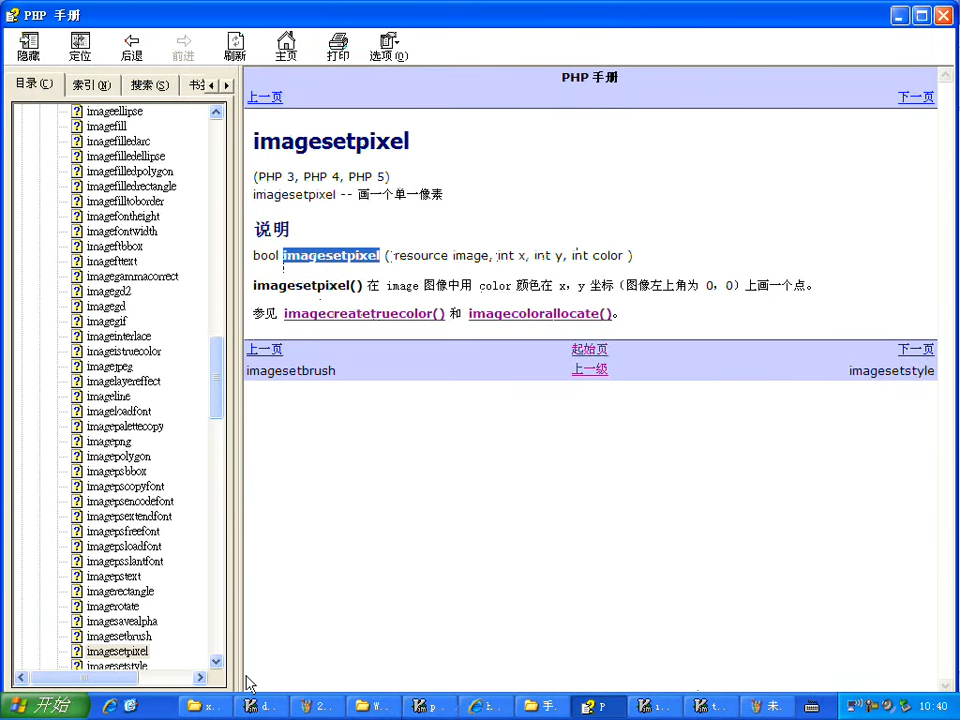 PHP 手册
隐藏 定位 后退 前进 刷新 主页 打印 选项(O)
目录(C) 索引(N) 搜索(S)
PHP 手册
上一页 下一页
imageellipse
imagefill
imagefilledarc
imagefilledellipse
imagefilledpolygon
imagefilledrectangle
imagefilltoborder
imagefontheight
imagefontwidth
imageftbbox
imagefttext
imagegammacorrect
imagegd2
imagegd
imagegif
imageinterlace
imageistruecolor
imagejpeg
imagelayereffect
imageline
imageloadfont
imagepalettecopy
imagepng
imagepolygon
imagepsbbox
imagepscopyfont
imagepsencodefont
imagepsextendfont
imagepsfreefont
imagepsloadfont
imagepsslantfont
imagepstext
imagerectangle
imagerotate
imagesavealpha
imagesetbrush
imagesetpixel
imagesetstyle
imagesetpixel
(PHP 3, PHP 4, PHP 5)
imagesetpixel -- 画一个单一像素
说明
bool imagesetpixel ( resource image, int x, int y, int color )
imagesetpixel() 在 image 图像中用 color 颜色在 x，y 坐标（图像左上角为 0，0）上画一个点。
参见 imagecreatetruecolor() 和 imagecolorallocate()。
上一页 起始页 下一页
imagesetbrush 上一级 imagesetstyle
开始 x... d... 2... W... p... 手 P i... t... 未. 10:40